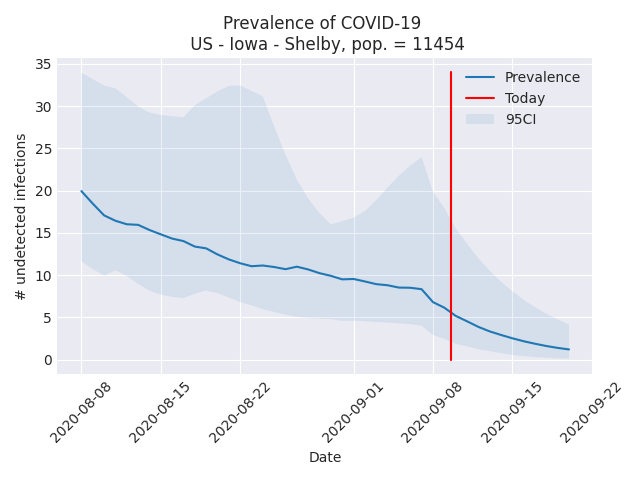 Prevalence of COVID-19
US - Iowa - Shelby, pop. = 11454
# undetected infections
35
30
25
20
15
10
5
0
Prevalence
Today
95CI
2020-08-08
2020-08-15
2020-08-22
2020-09-01
2020-09-08
2020-09-15
2020-09-22
Date